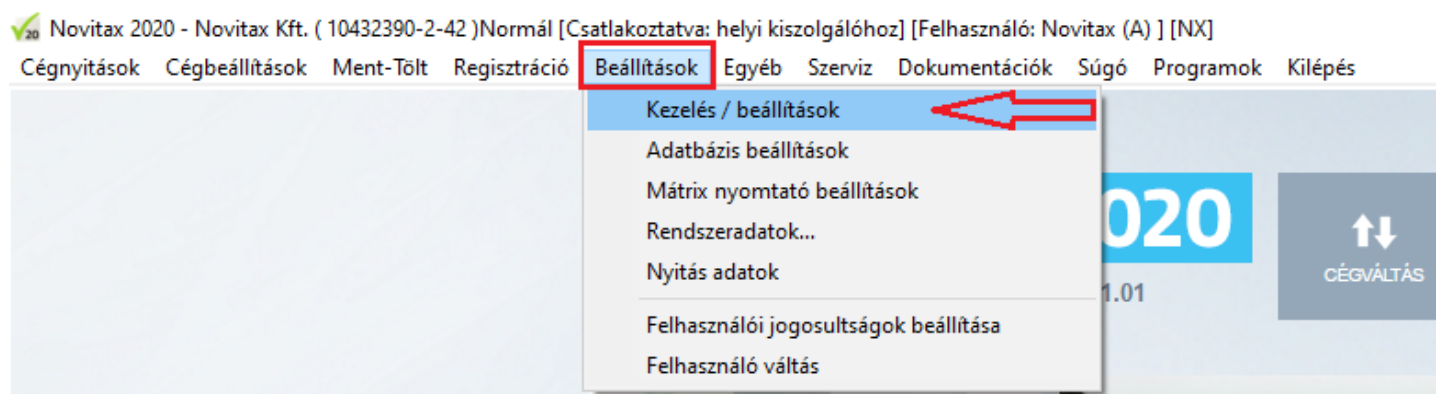 20 Novitax 2020 - Novitax Kft. ( 10432390-2-42 )Normál [Csatlakoztatva: helyi kiszolgálóhoz] [Felhasználó: Novitax (A) ] [NX]
Cégnyitások Cégbeállítások Ment-Tölt Regisztráció Beállítások Egyéb Szerviz Dokumentációk Súgó Programok Kilépés
Kezelés / beállítások
Adatbázis beállítások
Mátrix nyomtató beállítások
Rendszeradatok...
Nyitás adatok
Felhasználói jogosultságok beállítása
Felhasználó váltás
020
1.01
CÉGVÁLTÁS